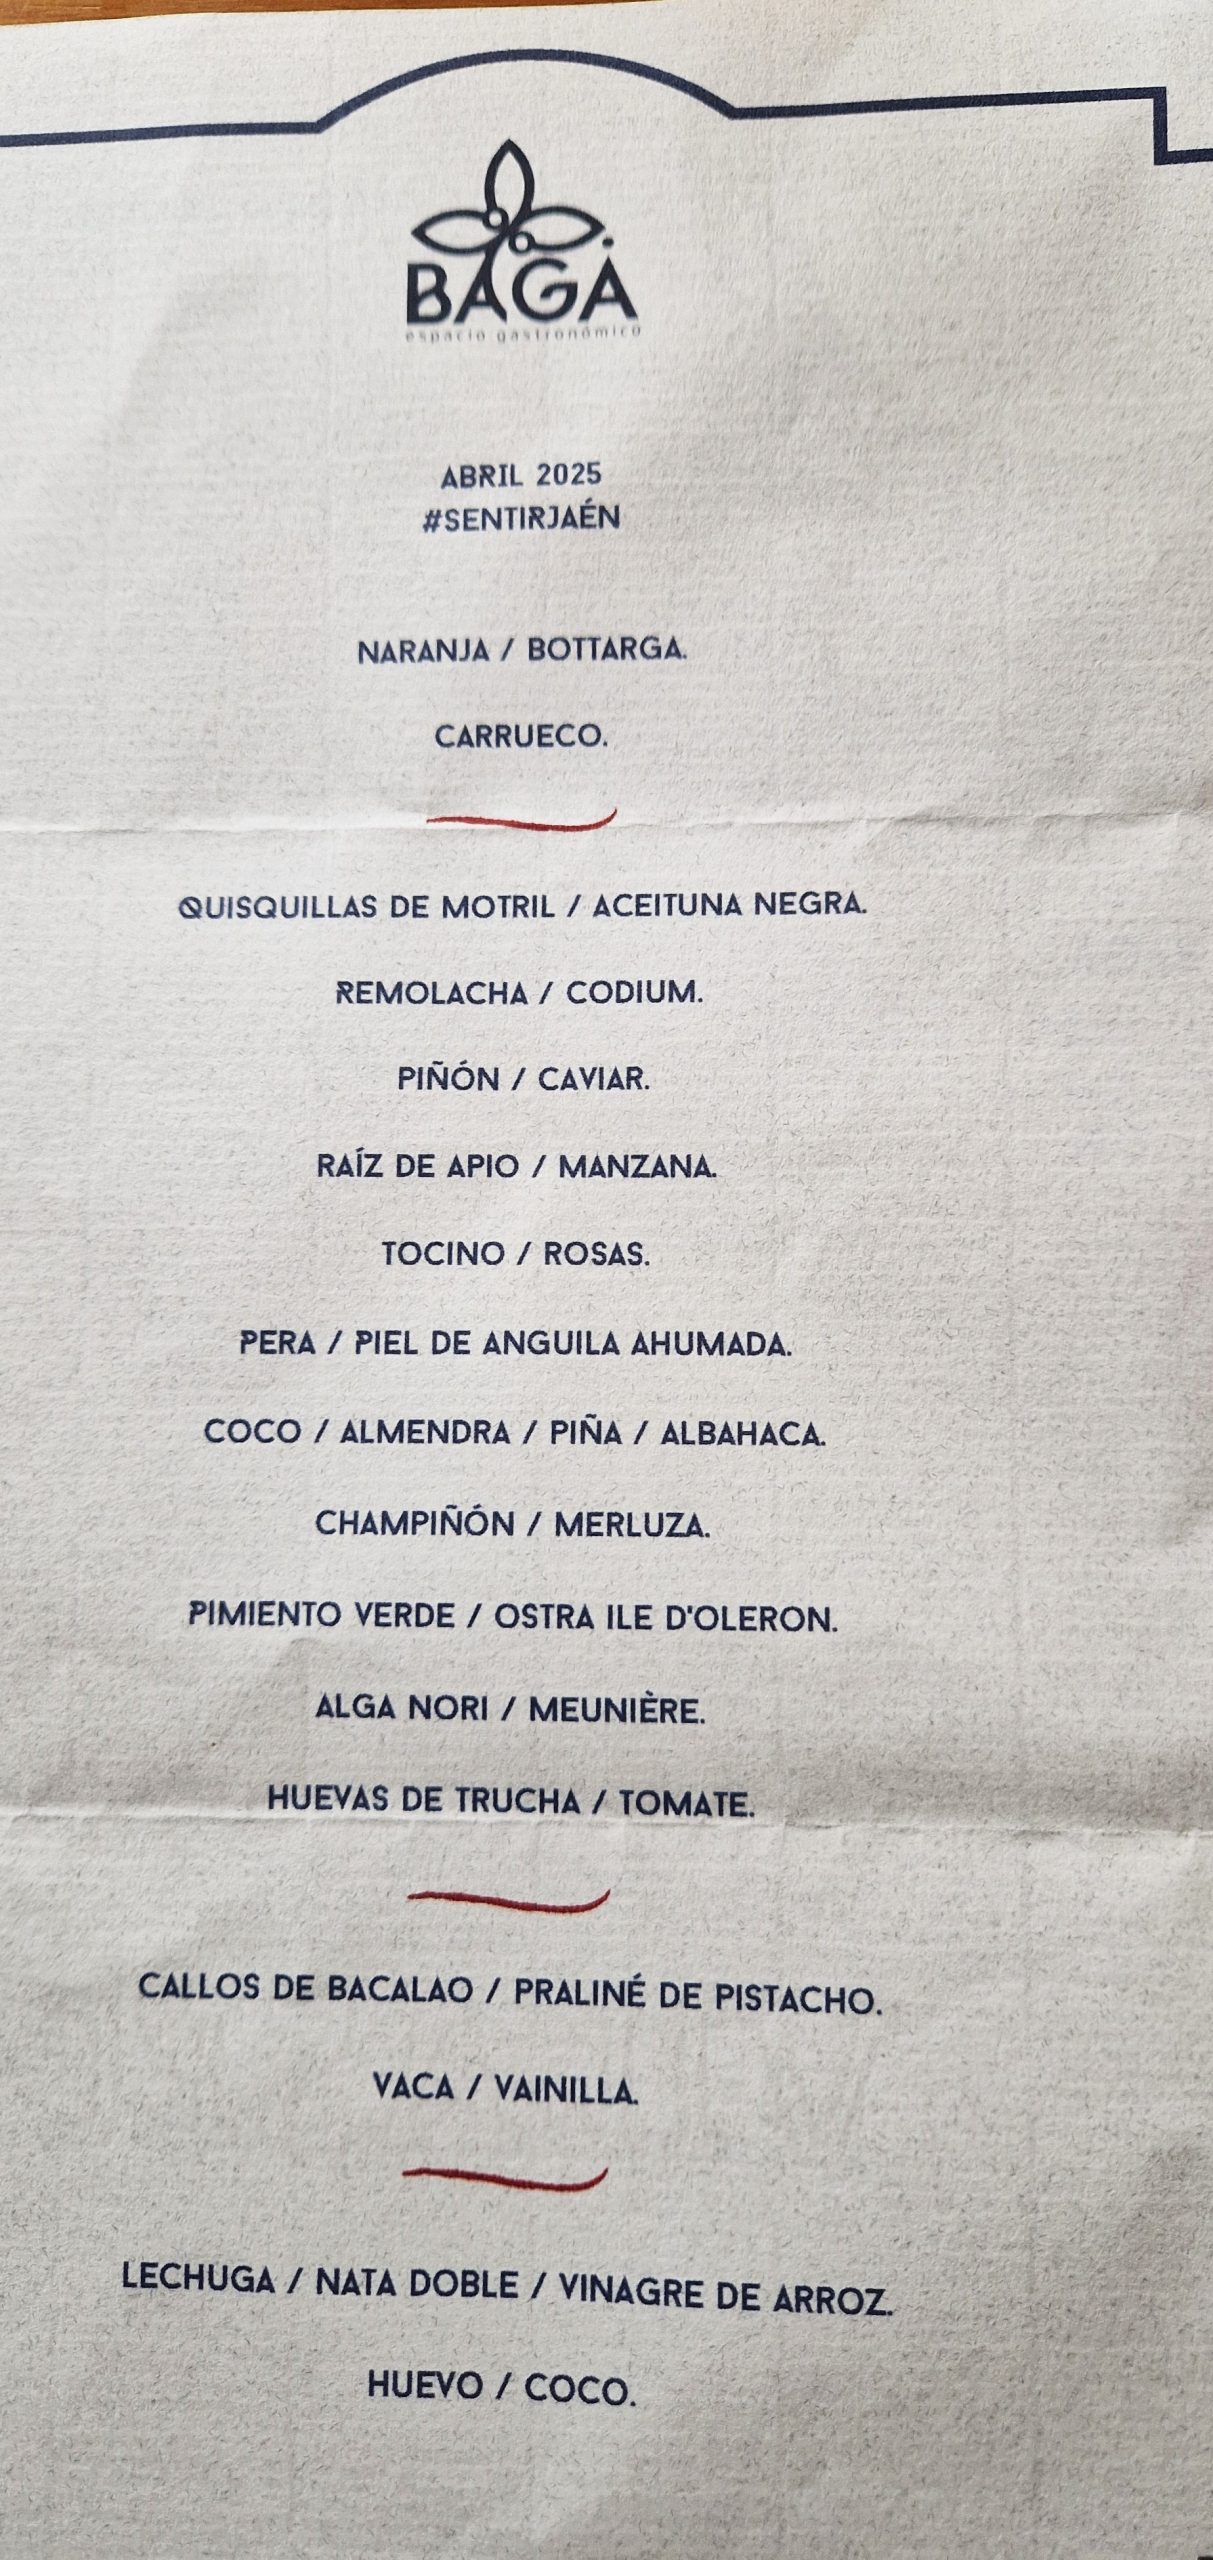 BAGÁ
espacio gastronómico
ABRIL 2025
#SENTIRJAÉN
NARANJA / BOTTARGA.
CARRUECO.
QUISQUILLAS DE MOTRIL / ACEITUNA NEGRA.
REMOLACHA / CODIUM.
PIÑÓN / CAVIAR.
RAÍZ DE APIO / MANZANA.
TOCINO / ROSAS.
PERA / PIEL DE ANGUILA AHUMADA.
COCO / ALMENDRA / PIÑA / ALBAHACA.
CHAMPIÑÓN / MERLUZA.
PIMIENTO VERDE / OSTRA ILE D'OLERON.
ALGA NORI / MEUNIÈRE.
HUEVAS DE TRUCHA / TOMATE.
CALLOS DE BACALAO / PRALINÉ DE PISTACHO.
VACA / VAINILLA.
LECHUGA / NATA DOBLE / VINAGRE DE ARROZ.
HUEVO / COCO.